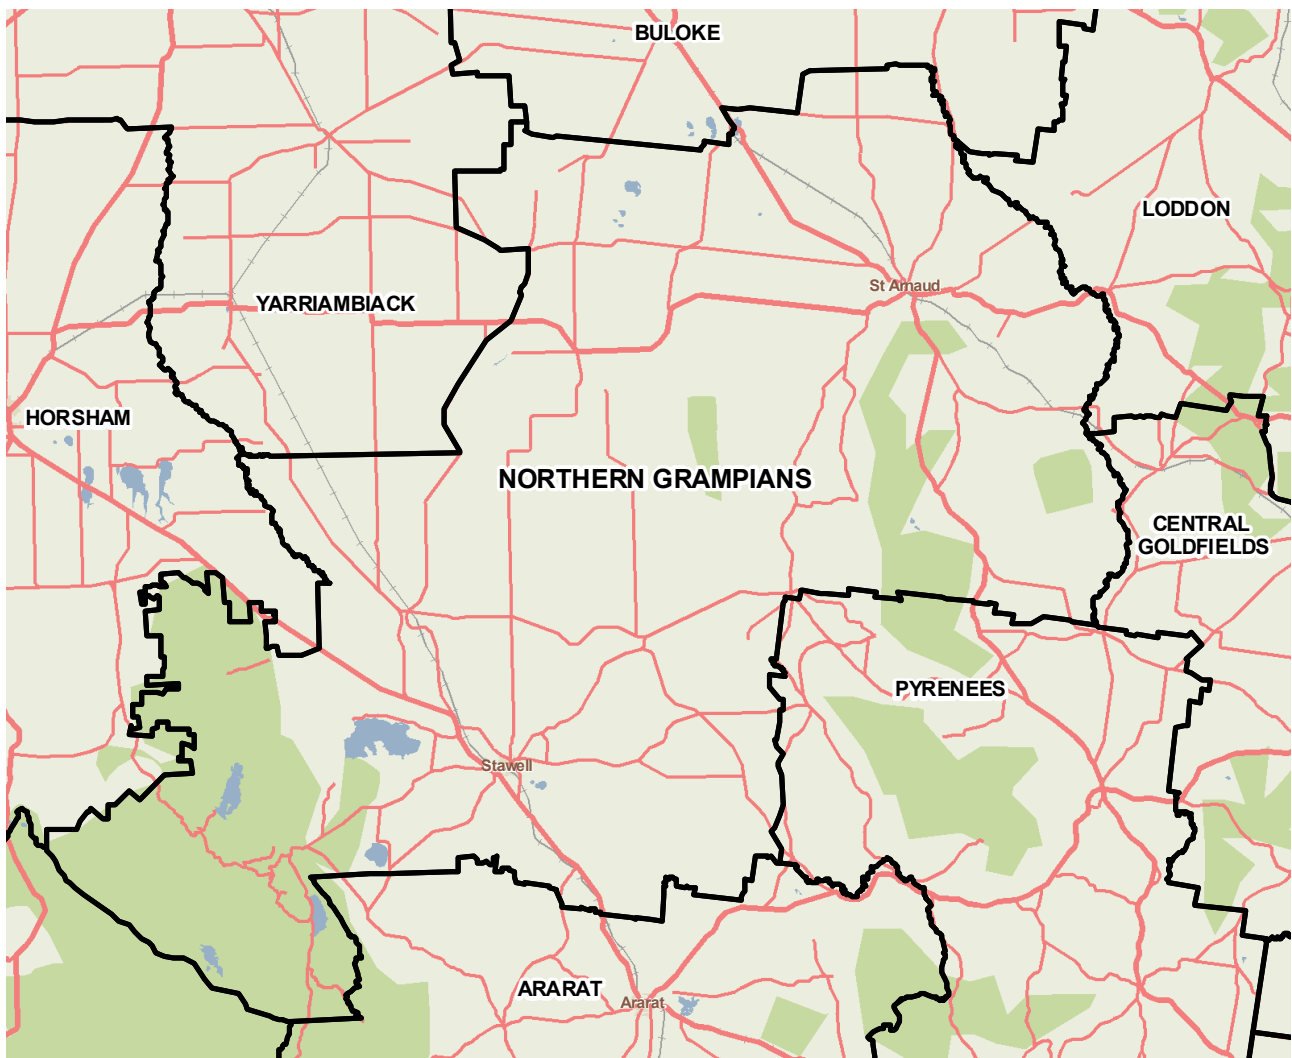 BULOKE
LODDON
St Arnaud
YARRIAMBIACK
HORSHAM
NORTHERN GRAMPIANS
CENTRAL
GOLDFIELDS
PYRENEES
Stawell
ARARAT
Ararat